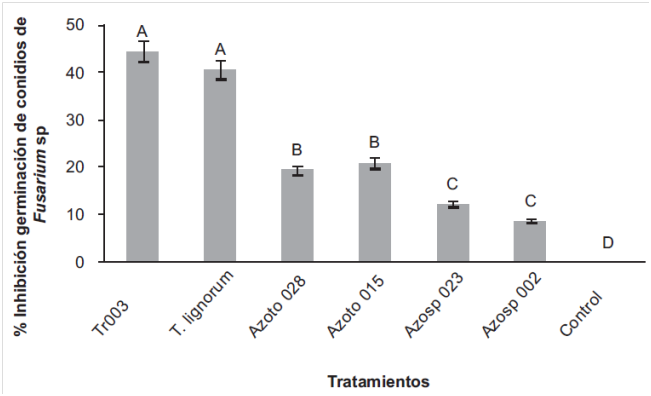 % Inhibición germinación de conidios de
Fusarium sp
50
40
30
20
10
0
A
A
B
B
C
C
D
Tr003
T. lignorum
Azoto 028
Azoto 015
Azosp 023
Azosp 002
Control
Tratamientos